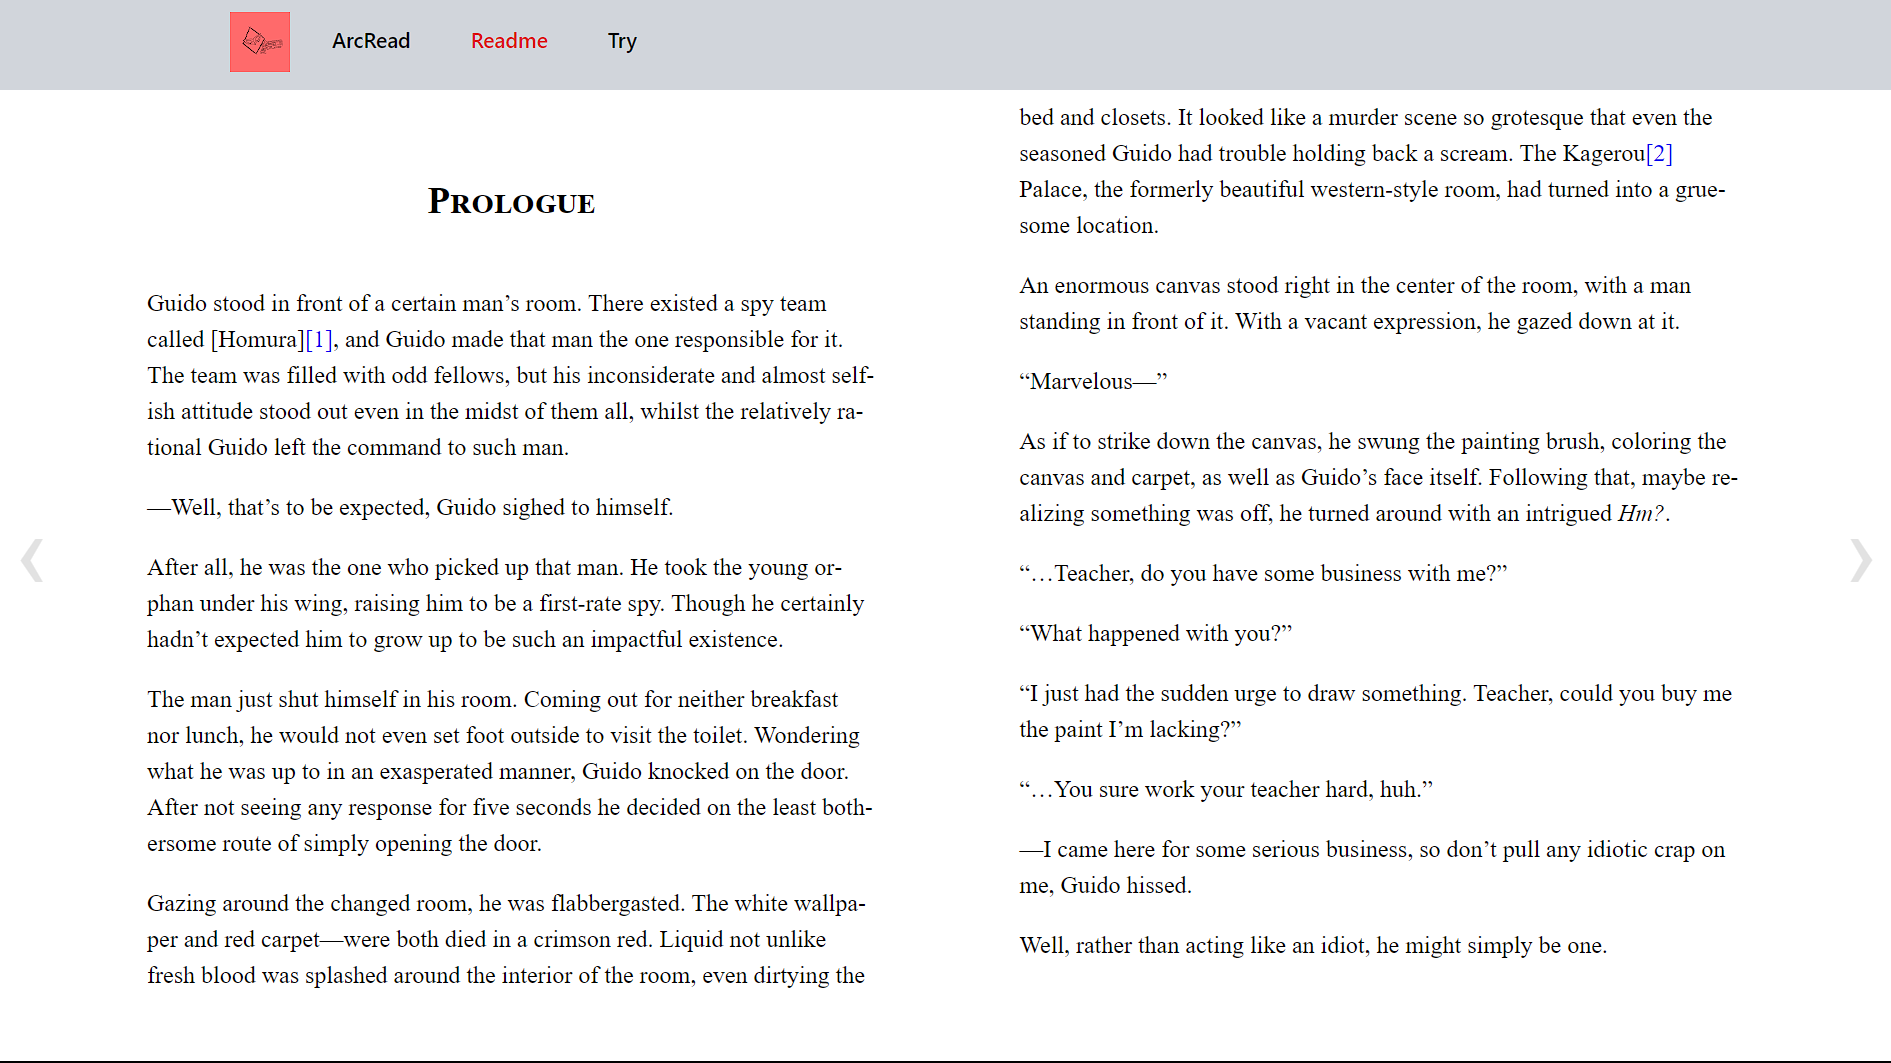 ArcRead Readme Try
PROLOGUE
Guido stood in front of a certain man’s room. There existed a spy team
called [Homura][1], and Guido made that man the one responsible for it.
The team was filled with odd fellows, but his inconsiderate and almost self-
ish attitude stood out even in the midst of them all, whilst the relatively ra-
tional Guido left the command to such man.
—Well, that’s to be expected, Guido sighed to himself.
After all, he was the one who picked up that man. He took the young or-
phan under his wing, raising him to be a first-rate spy. Though he certainly
hadn’t expected him to grow up to be such an impactful existence.
The man just shut himself in his room. Coming out for neither breakfast
nor lunch, he would not even set foot outside to visit the toilet. Wondering
what he was up to in an exasperated manner, Guido knocked on the door.
After not seeing any response for five seconds he decided on the least both-
ersome route of simply opening the door.
Gazing around the changed room, he was flabbergasted. The white wallpa-
per and red carpet—were both died in a crimson red. Liquid not unlike
fresh blood was splashed around the interior of the room, even dirtying the
bed and closets. It looked like a murder scene so grotesque that even the
seasoned Guido had trouble holding back a scream. The Kagerou[2]
Palace, the formerly beautiful western-style room, had turned into a grue-
some location.
An enormous canvas stood right in the center of the room, with a man
standing in front of it. With a vacant expression, he gazed down at it.
“Marvelous—”
As if to strike down the canvas, he swung the painting brush, coloring the
canvas and carpet, as well as Guido’s face itself. Following that, maybe re-
alizing something was off, he turned around with an intrigued Hm?.
“…Teacher, do you have some business with me?”
“What happened with you?”
“I just had the sudden urge to draw something. Teacher, could you buy me
the paint I’m lacking?”
“…You sure work your teacher hard, huh.”
—I came here for some serious business, so don’t pull any idiotic crap on
me, Guido hissed.
Well, rather than acting like an idiot, he might simply be one.